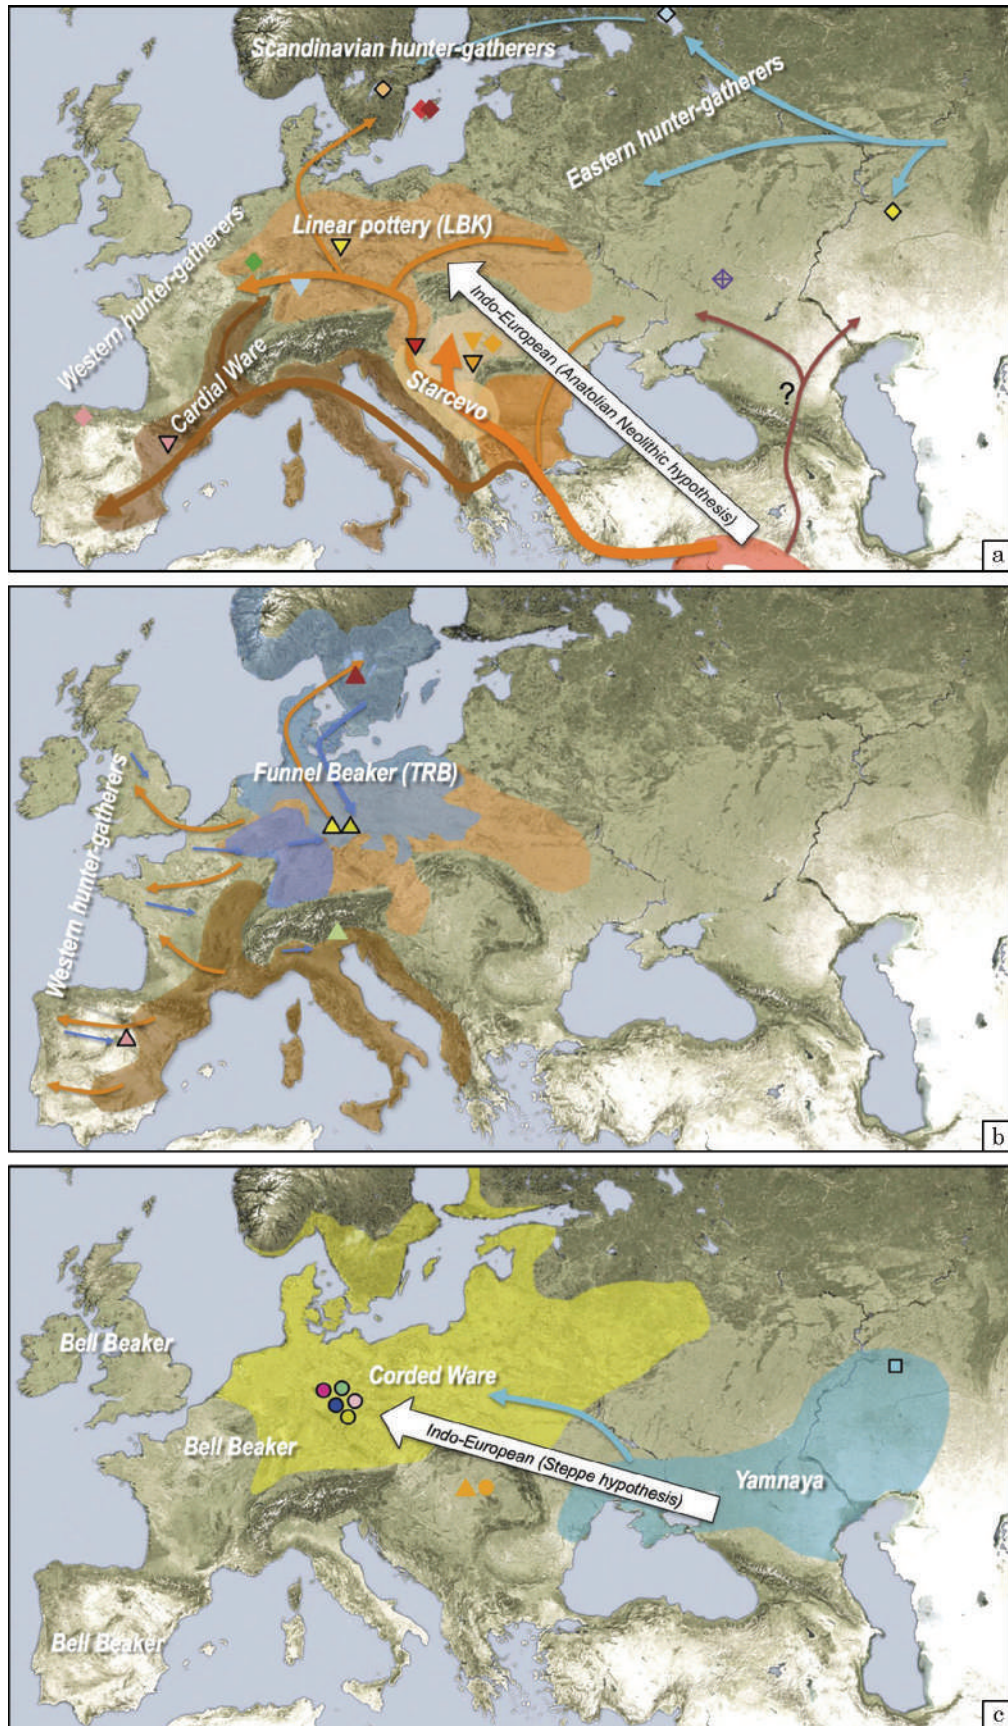 Scandinavian hunter-gatherers
Eastern hunter-gatherers
Linear pottery (LBK)
Western hunter-gatherers
Cardial Ware
Starcevo
Indo-European (Anatolian Neolithic hypothesis)
?
a
Funnel Beaker (TRB)
Western hunter-gatherers
b
Bell Beaker
Corded Ware
Bell Beaker
Indo-European (Steppe hypothesis)
Yamnaya
Bell Beaker
c